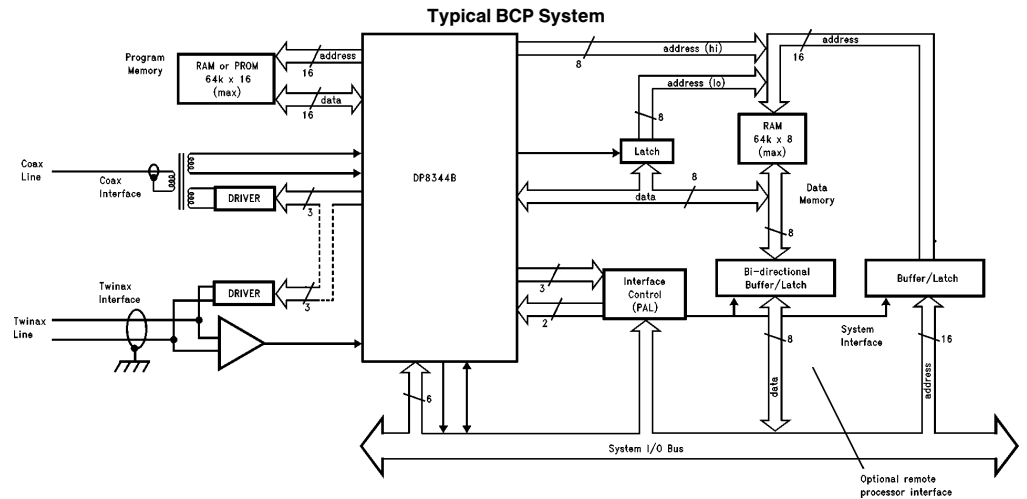 Typical BCP System
Program
Memory
RAM or PROM
64k x 16
(max)
address
16
data
16
8
address (hi)
address (lo)
8
16
address
RAM
64k x 8
(max)
Latch
Coax
Line
Coax
Interface
DRIVER
3
DP8344B
data
8
Data
Memory
8
Twinax
Interface
DRIVER
3
Twinax
Line
3
2
Interface
Control
(PAL)
Bi-directional
Buffer/Latch
Buffer/Latch
System
Interface
6
8
data
16
address
System I/O Bus
Optional remote
processor interface